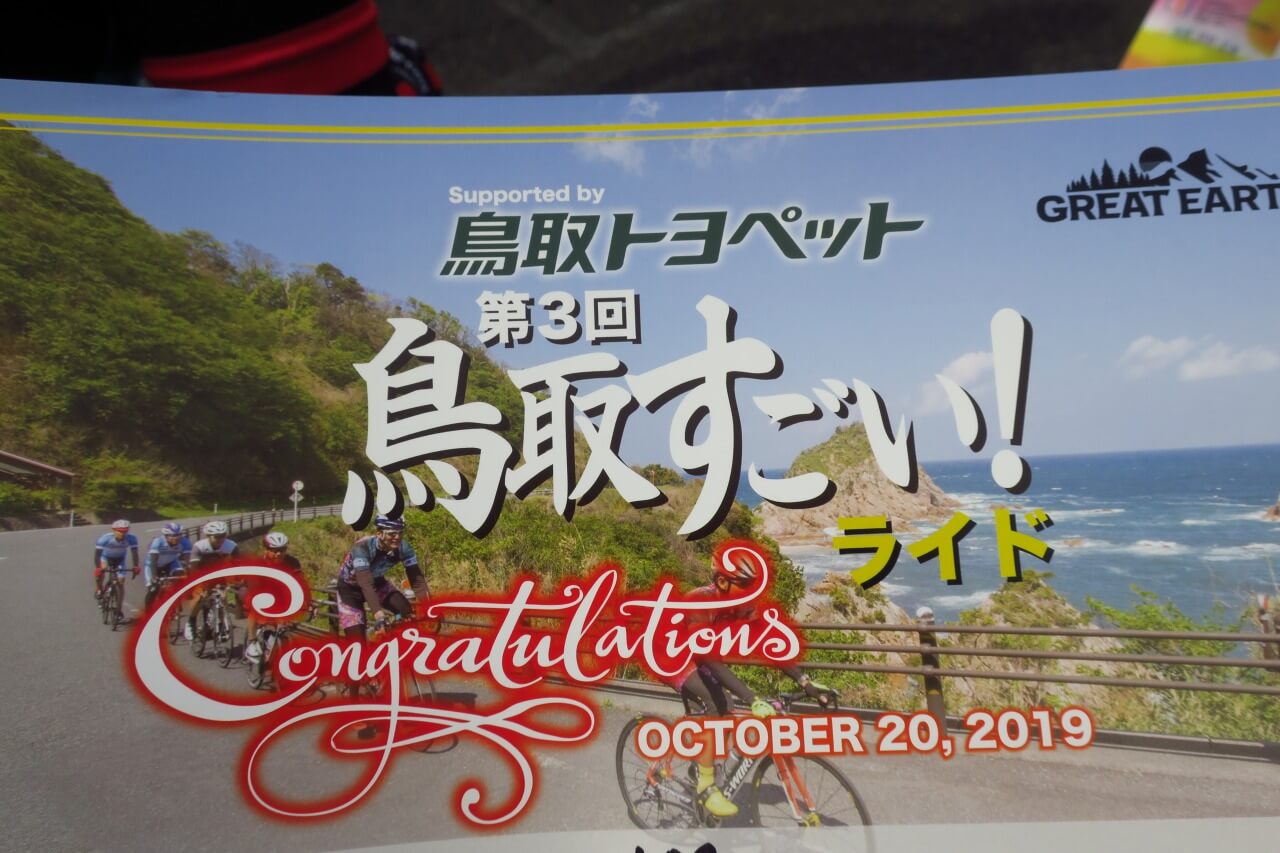 Supported by
鳥取トヨペット
GREAT EART
第3回
鳥取すごい!
ライド
Congratulations
OCTOBER 20, 2019
S-WORKS